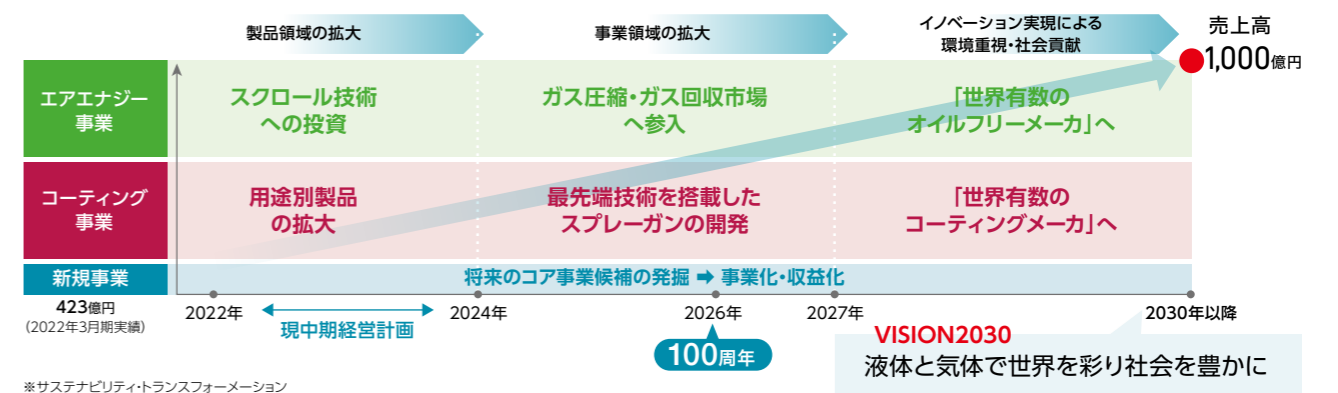 製品領域の拡大
事業領域の拡大
イノベーション実現による
環境重視・社会貢献
売上高
1,000億円
エアエナジー
事業
スクロール技術
への投資
ガス圧縮・ガス回収市場
へ参入
「世界有数の
オイルフリーメーカ」へ
コーティング
事業
用途別製品
の拡大
最先端技術を搭載した
スプレーガンの開発
「世界有数の
コーティングメーカ」へ
新規事業
将来のコア事業候補の発掘 ➡ 事業化・収益化
423億円
(2022年3月期実績)
2022年
現中期経営計画
2024年
2026年
100周年
2027年
2030年以降
VISION2030
液体と気体で世界を彩り社会を豊かに
※サステナビリティ・トランスフォーメーション